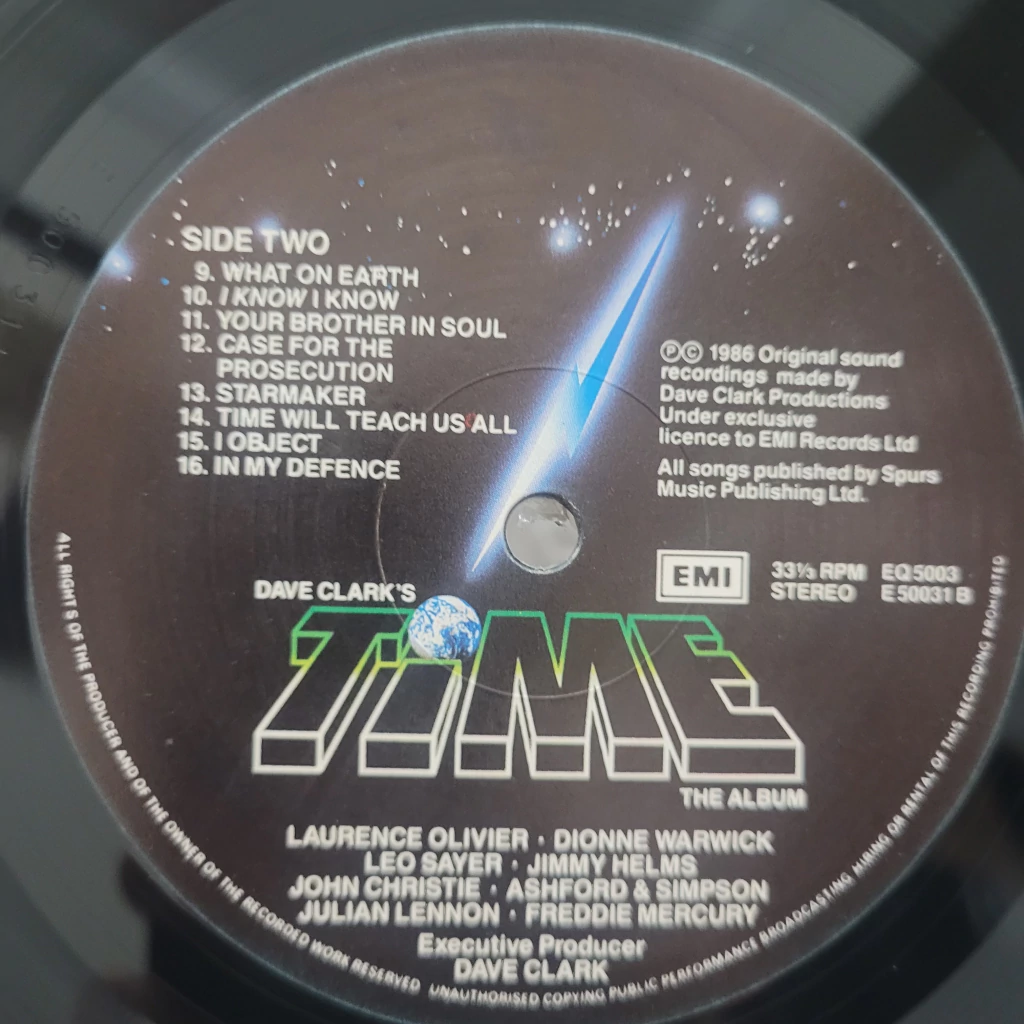 SIDE TWO
9. WHAT ON EARTH
10. I KNOW I KNOW
11. YOUR BROTHER IN SOUL
12. CASE FOR THE
PROSECUTION
13. STARMAKER
14. TIME WILL TEACH US ALL
15. I OBJECT
16. IN MY DEFENCE
ⓅⒸ 1986 Original sound
recordings made by
Dave Clark Productions
Under exclusive
licence to EMI Records Ltd
All songs published by Spurs
Music Publishing Ltd.
EMI
33⅓ RPM EQ 5003
STEREO E 50031 B
DAVE CLARK'S
TiME
THE ALBUM
LAURENCE OLIVIER · DIONNE WARWICK
LEO SAYER · JIMMY HELMS
JOHN CHRISTIE · ASHFORD & SIMPSON
JULIAN LENNON · FREDDIE MERCURY
Executive Producer
DAVE CLARK
ALL RIGHTS OF THE PRODUCER AND OF THE OWNER OF THE RECORDED WORK RESERVED UNAUTHORISED COPYING PUBLIC PERFORMANCE BROADCASTING HIRING OR RENTAL OF THIS RECORDING PROHIBITED